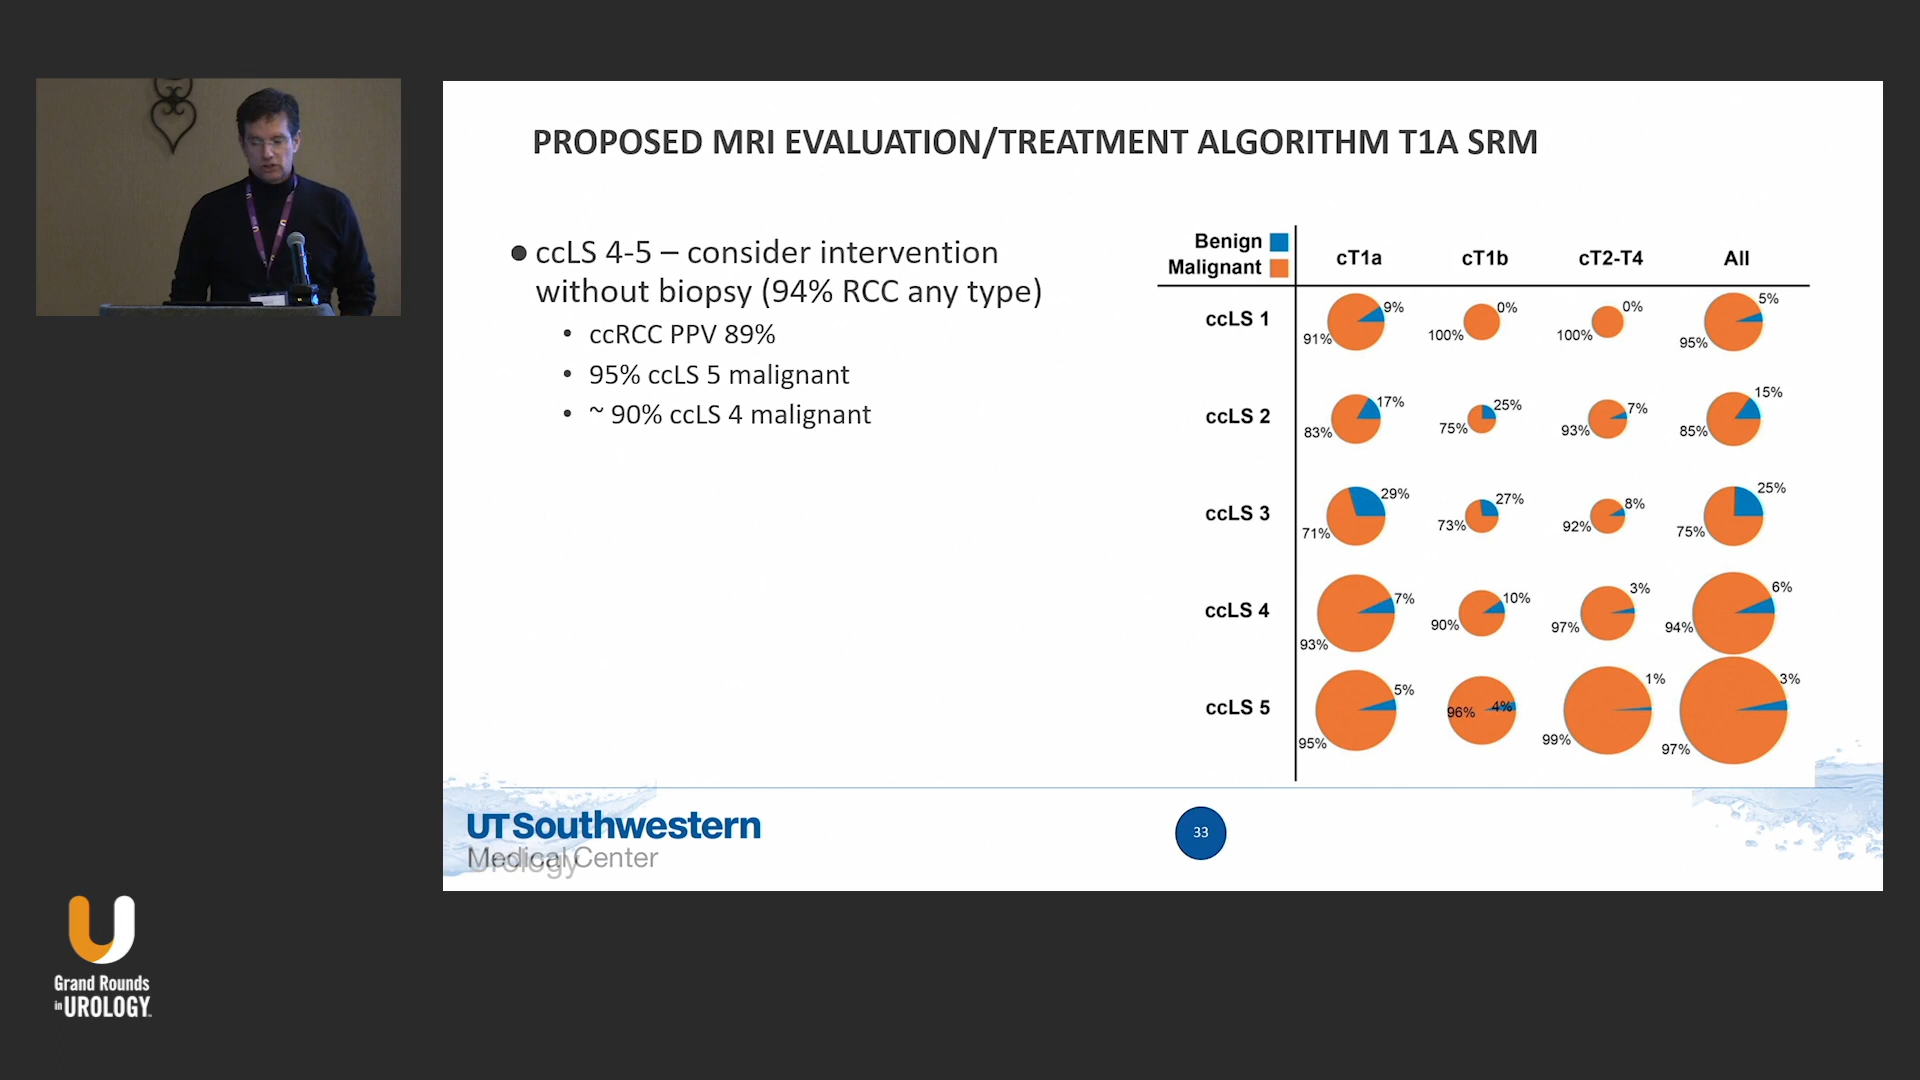 PROPOSED MRI EVALUATION/TREATMENT ALGORITHM T1A SRM
● ccLS 4-5 – consider intervention
without biopsy (94% RCC any type)
• ccRCC PPV 89%
• 95% ccLS 5 malignant
• ~ 90% ccLS 4 malignant
Benign
Malignant
cT1a cT1b cT2-T4 All
ccLS 1
9% 91% 0% 100% 0% 100% 5% 95%
ccLS 2
17% 83% 25% 75% 7% 93% 15% 85%
ccLS 3
29% 71% 27% 73% 8% 92% 25% 75%
ccLS 4
7% 93% 10% 90% 3% 97% 6% 94%
ccLS 5
5% 95% 4% 96% 1% 99% 3% 97%
UT Southwestern
Medical Center
Urology
33
U
Grand Rounds
in UROLOGY